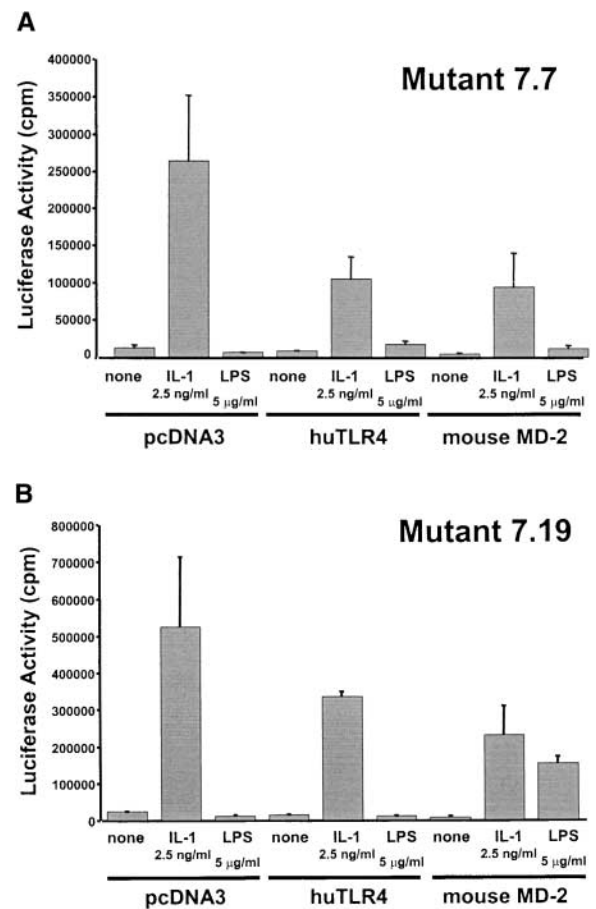 A
Mutant 7.7
Luciferase Activity (cpm)
400000
350000
300000
250000
200000
150000
100000
50000
0
none IL-1 LPS none IL-1 LPS none IL-1 LPS
2.5 ng/ml 5 µg/ml 2.5 ng/ml 5 µg/ml 2.5 ng/ml 5 µg/ml
pcDNA3 huTLR4 mouse MD-2
B
Mutant 7.19
Luciferase Activity (cpm)
800000
700000
600000
500000
400000
300000
200000
100000
0
none IL-1 LPS none IL-1 LPS none IL-1 LPS
2.5 ng/ml 5 µg/ml 2.5 ng/ml 5 µg/ml 2.5 ng/ml 5 µg/ml
pcDNA3 huTLR4 mouse MD-2